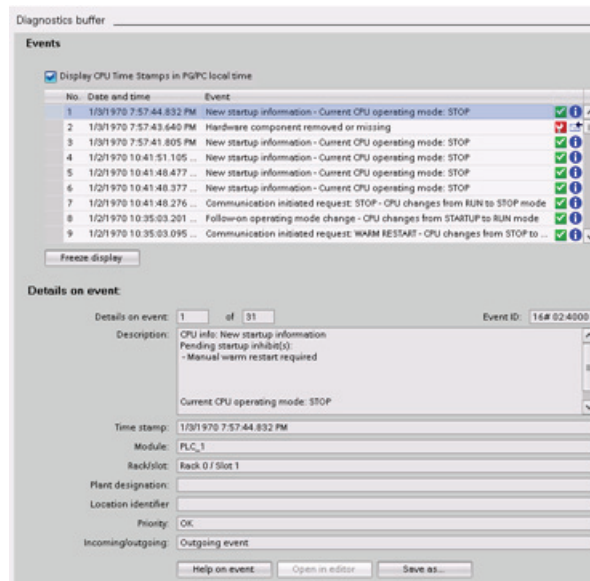 Diagnostics buffer
Events
Display CPU Time Stamps in PG/PC local time
No. Date and time Event
1 1/3/1970 7:57:44.832 PM New startup information - Current CPU operating mode: STOP
2 1/3/1970 7:57:43.640 PM Hardware component removed or missing
3 1/3/1970 7:57:41.805 PM New startup information - Current CPU operating mode: STOP
4 1/2/1970 10:41:51.105 ... New startup information - Current CPU operating mode: STOP
5 1/2/1970 10:41:48.477 ... New startup information - Current CPU operating mode: STOP
6 1/2/1970 10:41:48.377 ... New startup information - Current CPU operating mode: STOP
7 1/2/1970 10:41:48.276 ... Communication initiated request: STOP - CPU changes from RUN to STOP mode
8 1/2/1970 10:35:03.201 ... Follow-on operating mode change - CPU changes from STARTUP to RUN mode
9 1/2/1970 10:35:03.095 ... Communication initiated request: WARM RESTART - CPU changes from STOP to ...
Freeze display
Details on event:
Details on event: 1 of 31 Event ID: 16# 02:4000
Description: CPU info: New startup information
Pending startup inhibit(s):
- Manual warm restart required
Current CPU operating mode: STOP
Time stamp: 1/3/1970 7:57:44.832 PM
Module: PLC_1
Rack/slot: Rack 0 / Slot 1
Plant designation:
Location identifier
Priority: OK
Incoming/outgoing: Outgoing event
Help on event Open in editor Save as...